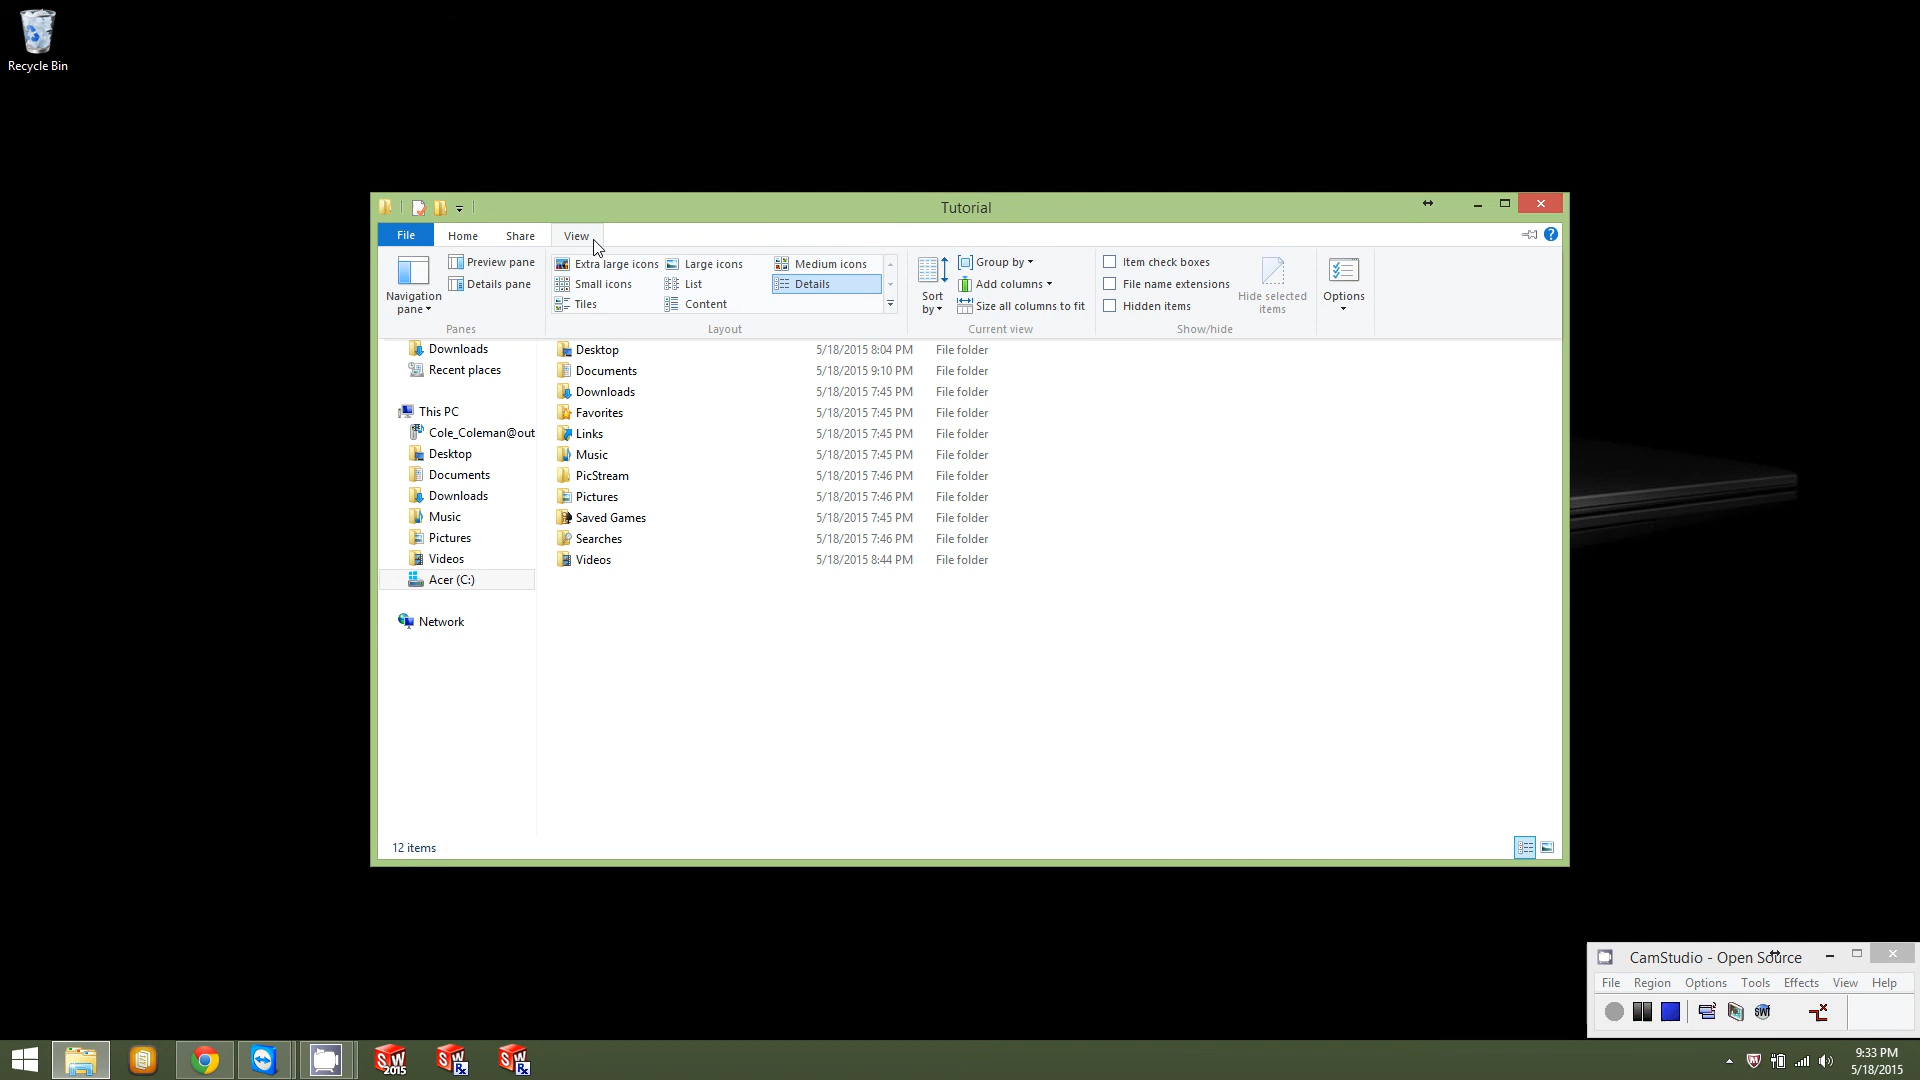 Recycle Bin
Tutorial
File Home Share View
Navigation pane
Preview pane
Details pane
Panes
Extra large icons Large icons Medium icons
Small icons List Details
Tiles Content
Layout
Sort by
Group by
Add columns
Size all columns to fit
Current view
Item check boxes
File name extensions
Hidden items
Hide selected items
Show/hide
Options
Downloads
Recent places
This PC
Cole_Coleman@out
Desktop
Documents
Downloads
Music
Pictures
Videos
Acer (C:)
Network
Desktop 5/18/2015 8:04 PM File folder
Documents 5/18/2015 9:10 PM File folder
Downloads 5/18/2015 7:45 PM File folder
Favorites 5/18/2015 7:45 PM File folder
Links 5/18/2015 7:45 PM File folder
Music 5/18/2015 7:45 PM File folder
PicStream 5/18/2015 7:46 PM File folder
Pictures 5/18/2015 7:46 PM File folder
Saved Games 5/18/2015 7:45 PM File folder
Searches 5/18/2015 7:46 PM File folder
Videos 5/18/2015 8:44 PM File folder
12 items
CamStudio - Open Source
File Region Options Tools Effects View Help
SWf
SW 2015
SW Rx
SW Rx
9:33 PM
5/18/2015